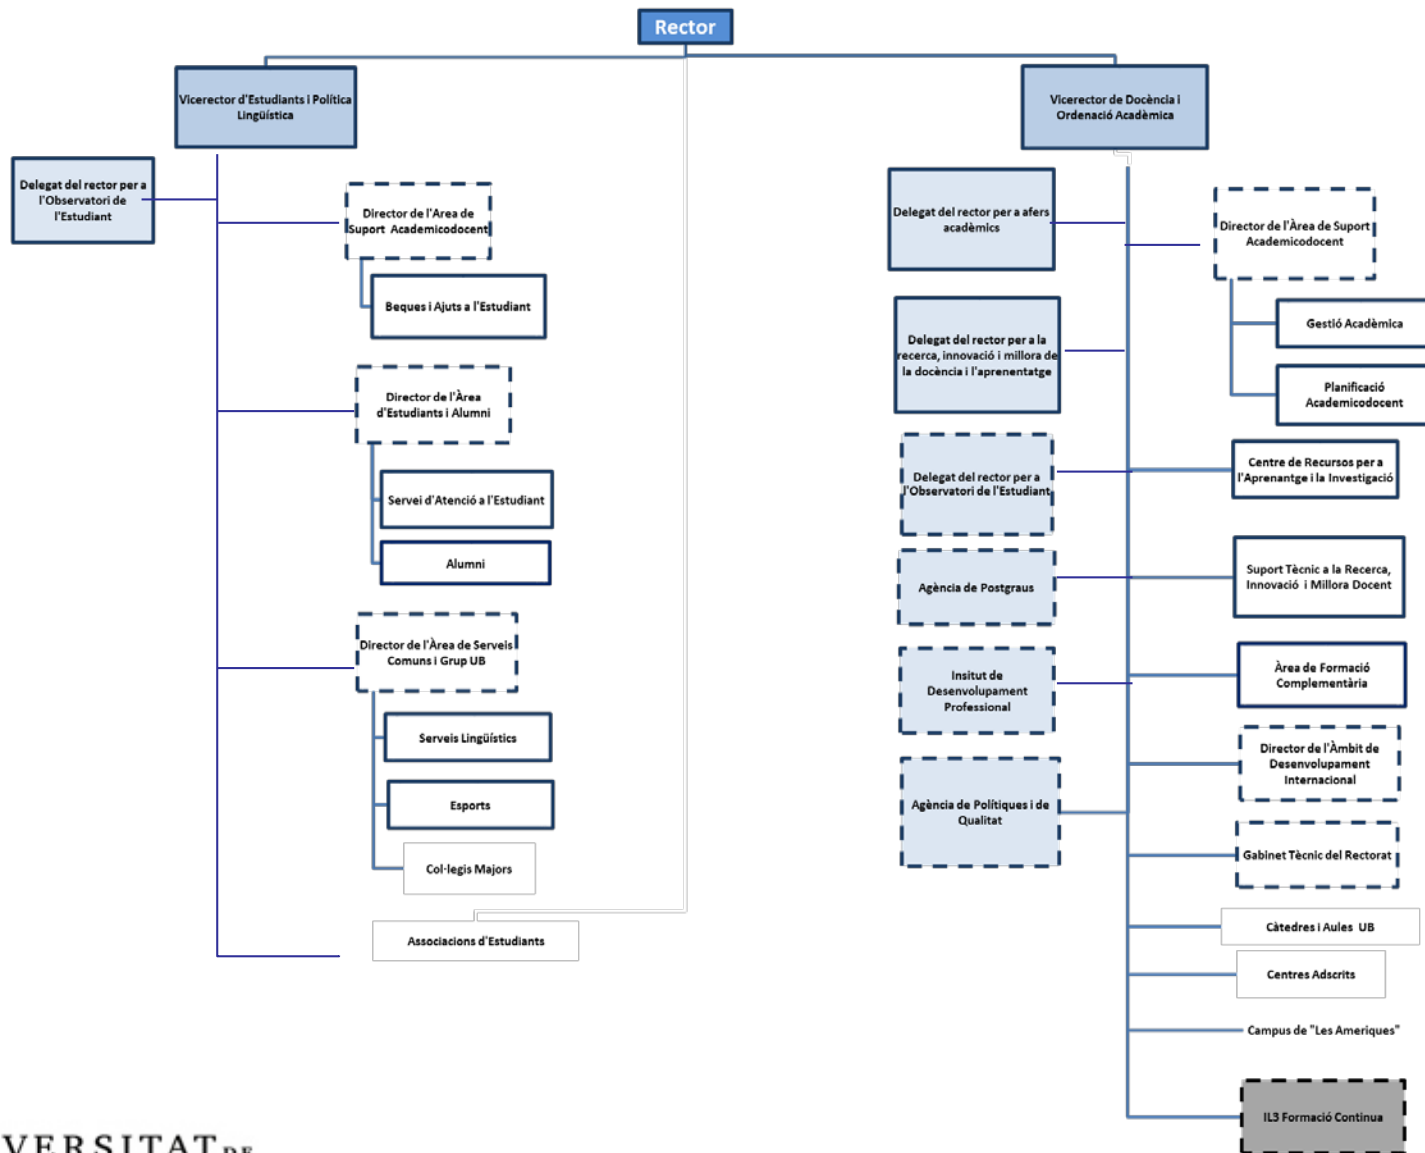 Rector
Vicerector d'Estudiants i Política
Lingüística
Delegat del rector per a
l'Observatori de
l'Estudiant
Director de l'Area de
Suport Academicodocent
Beques i Ajuts a l'Estudiant
Director de l'Àrea
d'Estudiants i Alumni
Servei d'Atenció a l'Estudiant
Alumni
Director de l'Àrea de Serveis
Comuns i Grup UB
Serveis Lingüístics
Esports
Col·legis Majors
Associacions d'Estudiants
Vicerector de Docència i
Ordenació Acadèmica
Delegat del rector per a afers
acadèmics
Delegat del rector per a la
recerca, innovació i millora de
la docència i l'aprenentatge
Delegat del rector per a
l'Observatori de l'Estudiant
Agència de Postgraus
Insitut de
Desenvolupament
Professional
Agència de Polítiques i de
Qualitat
Director de l'Àrea de Suport
Academicodocent
Gestió Acadèmica
Planificació
Academicodocent
Centre de Recursos per a
l'Aprenantge i la Investigació
Suport Tècnic a la Recerca,
Innovació i Millora Docent
Àrea de Formació
Complementària
Director de l'Àmbit de
Desenvolupament
Internacional
Gabinet Tècnic del Rectorat
Càtedres i Aules UB
Centres Adscrits
Campus de "Les Ameriques"
IL3 Formació Continua
VERSITAT DE